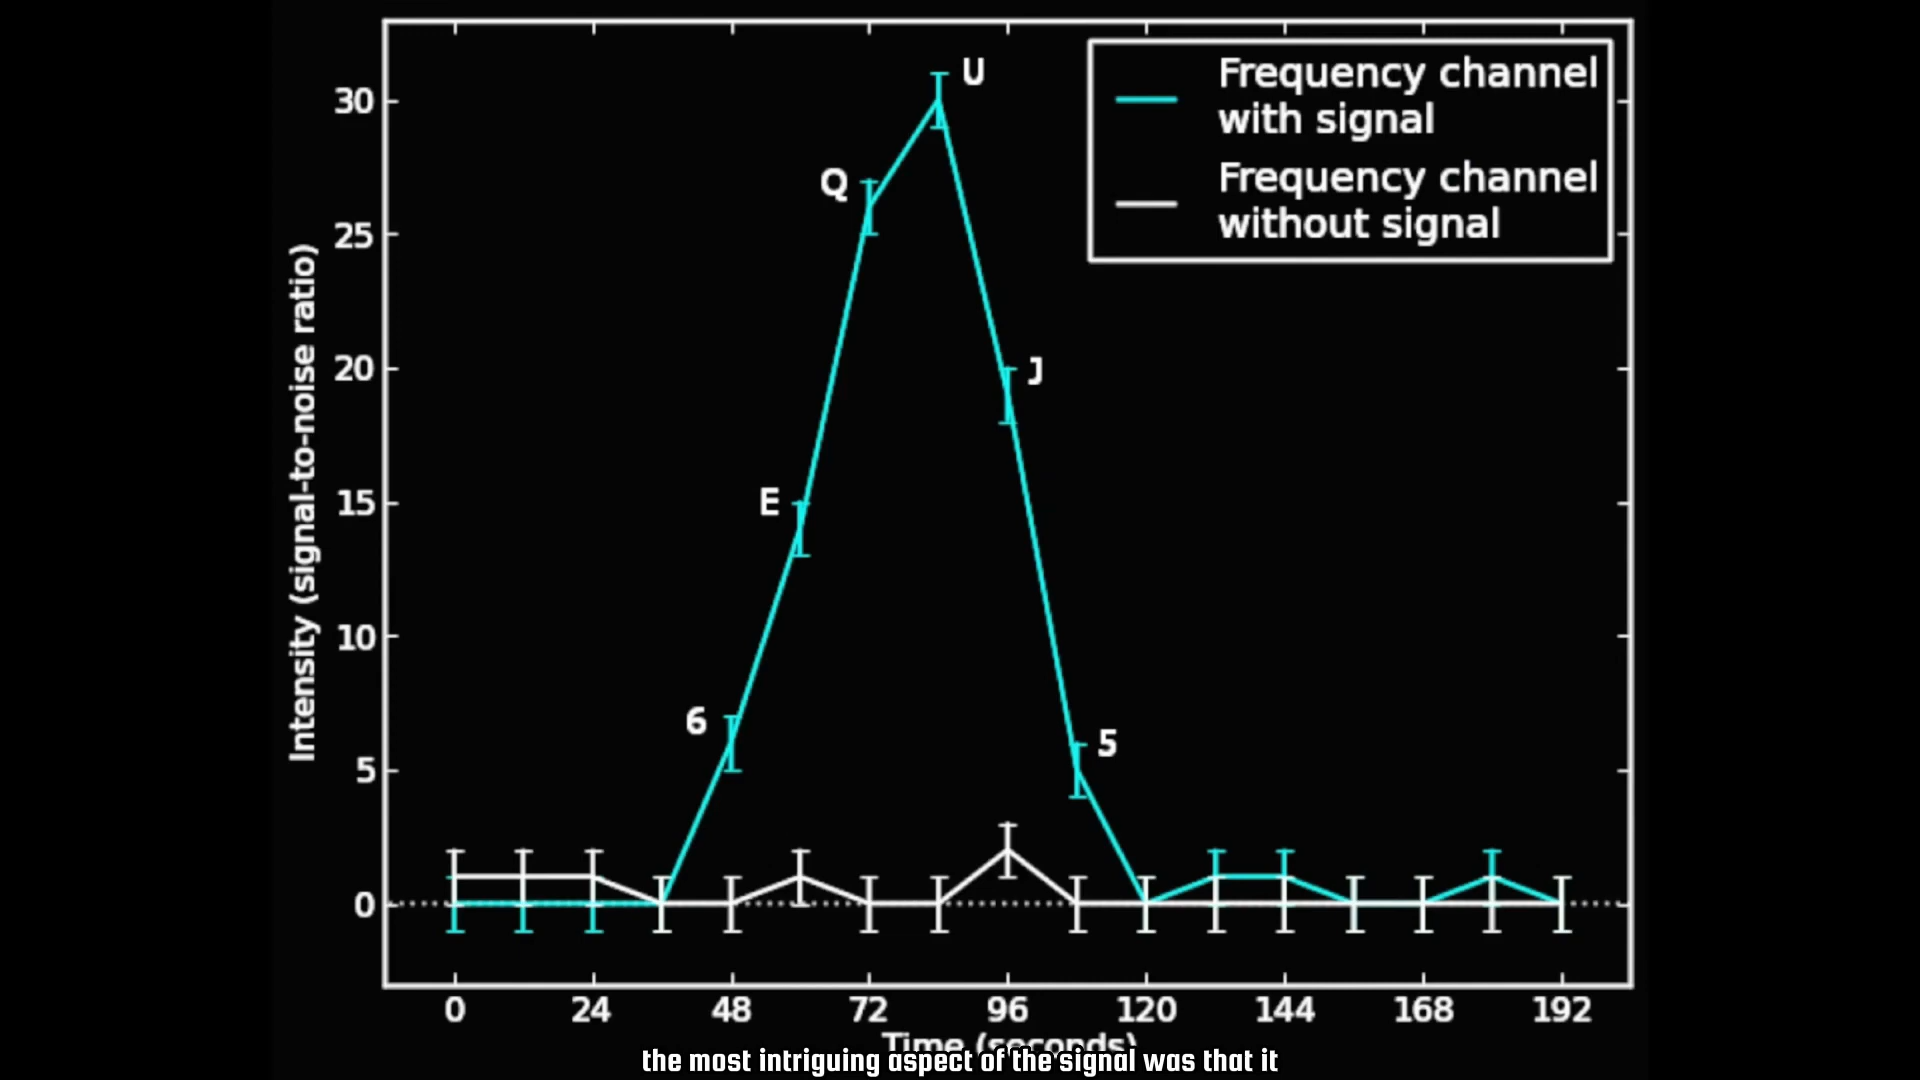 Frequency channel
with signal
Frequency channel
without signal
U
Q
J
E
6
5
Intensity (signal-to-noise ratio)
30
25
20
15
10
5
0
0 24 48 72 96 120 144 168 192
Time (seconds)
the most intriguing aspect of the signal was that it